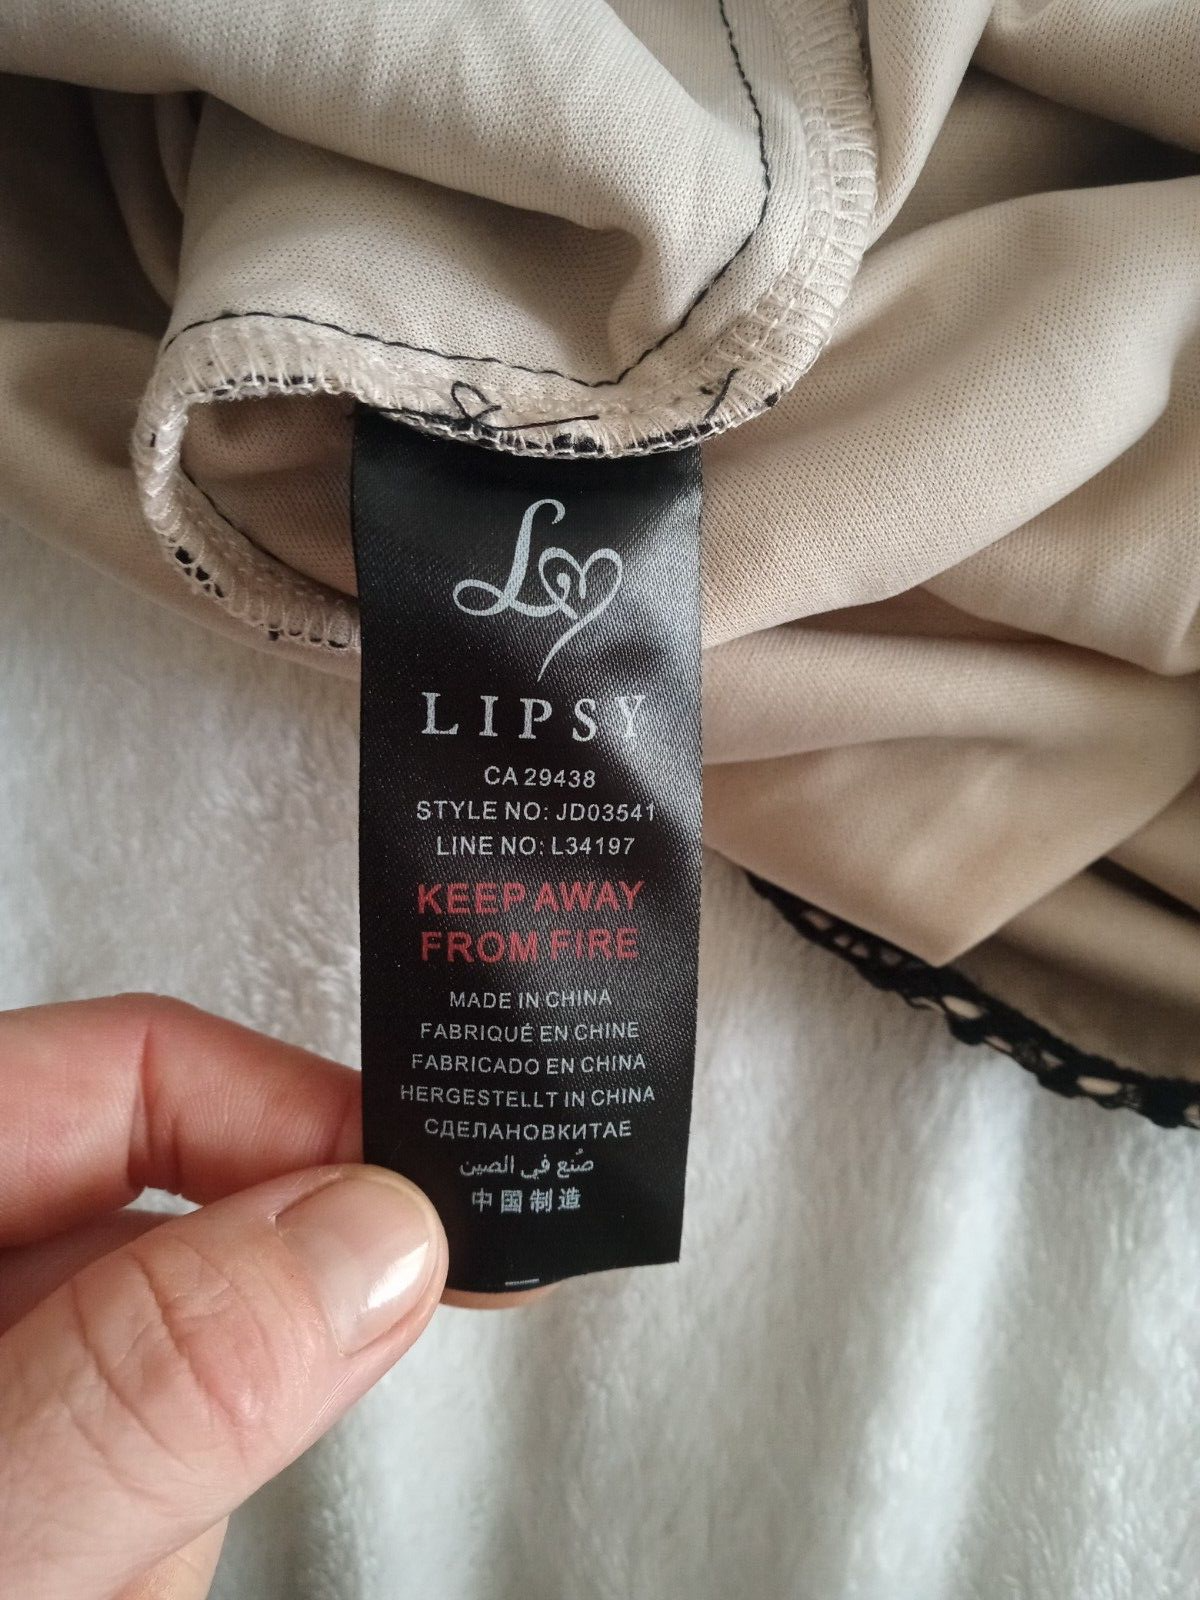 LIPSY
CA 29438
STYLE NO: JD03541
LINE NO: L34197
KEEP AWAY
FROM FIRE
MADE IN CHINA
FABRIQUÉ EN CHINE
FABRICADO EN CHINA
HERGESTELLT IN CHINA
СДЕЛАНОВКИТАЕ
صُنع في الصين
中国制造